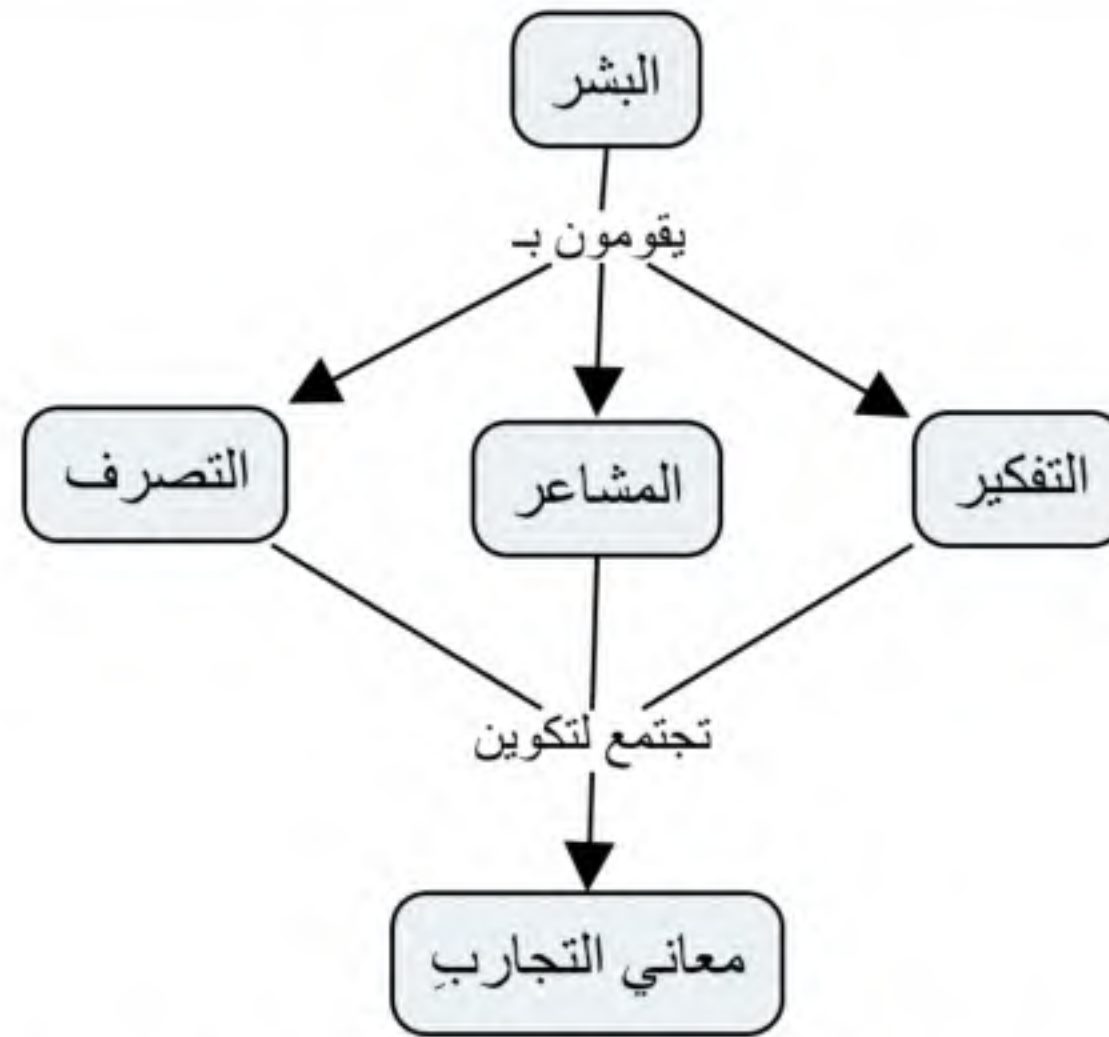 البشر
يقومون بـ
التفكير
المشاعر
التصرف
تجتمع لتكوين
معاني التجاربِ